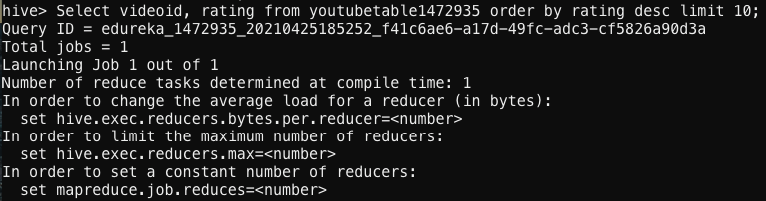 hive> Select videoid, rating from youtubetable1472935 order by rating desc limit 10;
Query ID = edureka_1472935_20210425185252_f41c6ae6-a17d-49fc-adc3-cf5826a90d3a
Total jobs = 1
Launching Job 1 out of 1
Number of reduce tasks determined at compile time: 1
In order to change the average load for a reducer (in bytes):
  set hive.exec.reducers.bytes.per.reducer=<number>
In order to limit the maximum number of reducers:
  set hive.exec.reducers.max=<number>
In order to set a constant number of reducers:
  set mapreduce.job.reduces=<number>